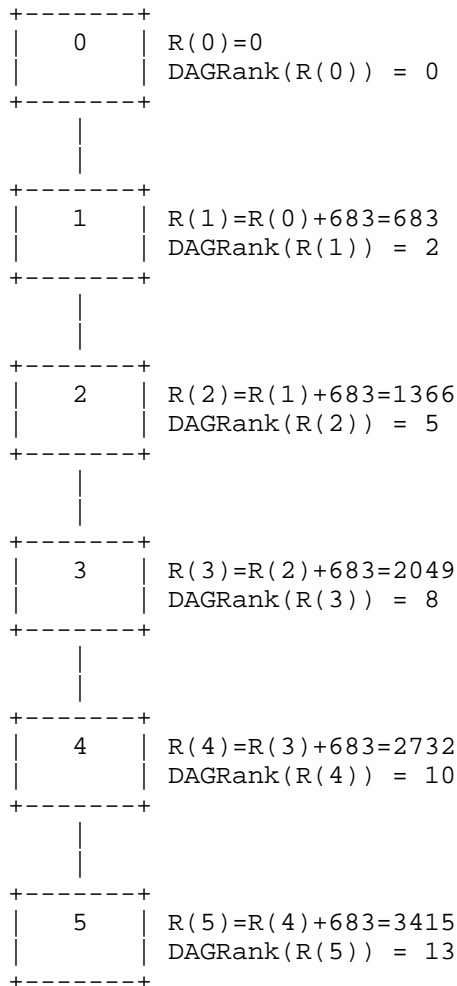 0 R(0)=0
DAGRank(R(0)) = 0
1 R(1)=R(0)+683=683
DAGRank(R(1)) = 2
2 R(2)=R(1)+683=1366
DAGRank(R(2)) = 5
3 R(3)=R(2)+683=2049
DAGRank(R(3)) = 8
4 R(4)=R(3)+683=2732
DAGRank(R(4)) = 10
5 R(5)=R(4)+683=3415
DAGRank(R(5)) = 13